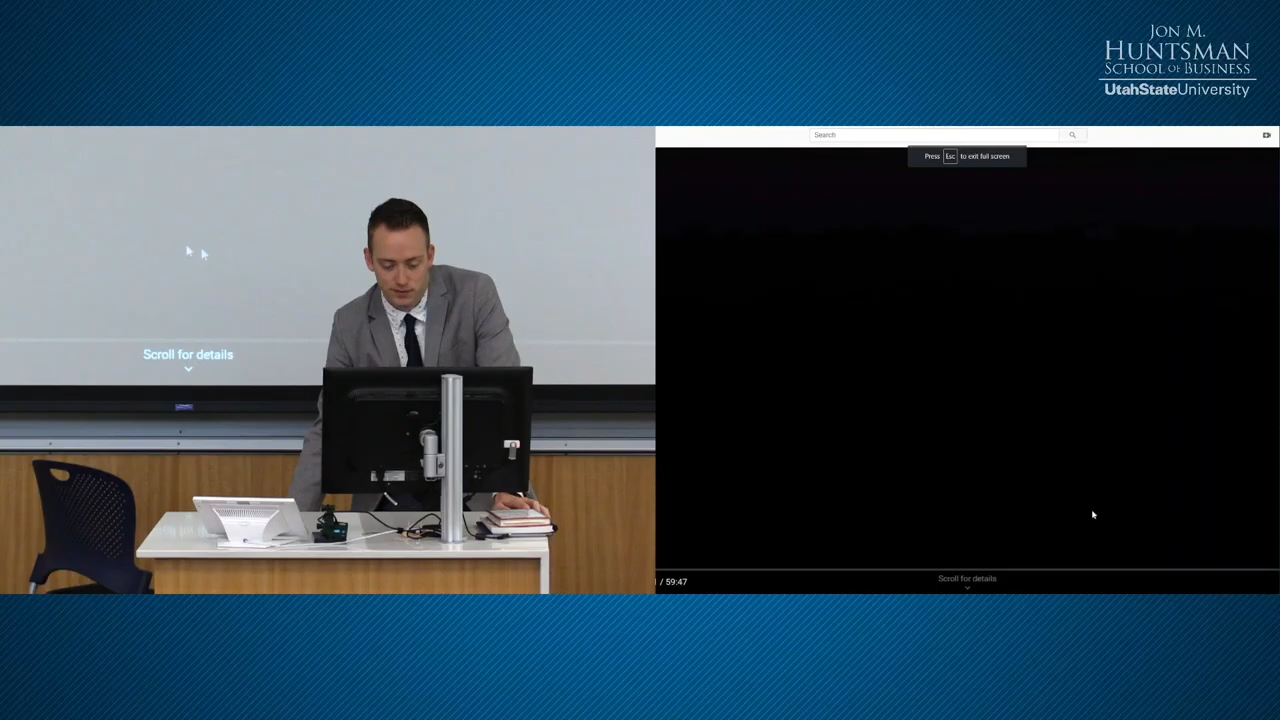 JON M.
HUNTSMAN
SCHOOL OF BUSINESS
UtahStateUniversity
Search
Press Esc to exit full screen
Scroll for details
/ 59:47
Scroll for details